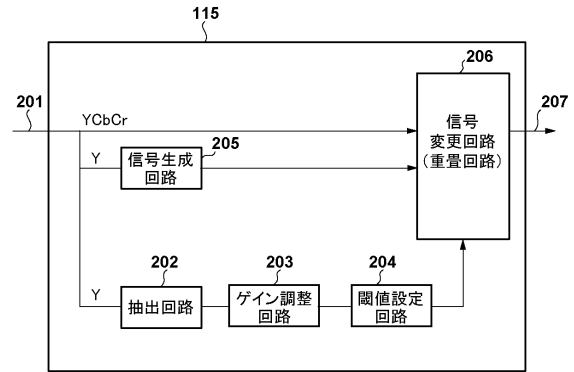 115
206
201
207
YCbCr
信号
変更回路
(重畳回路)
205
Y
信号生成
回路
202
203
204
Y
抽出回路
ゲイン調整
回路
閾値設定
回路